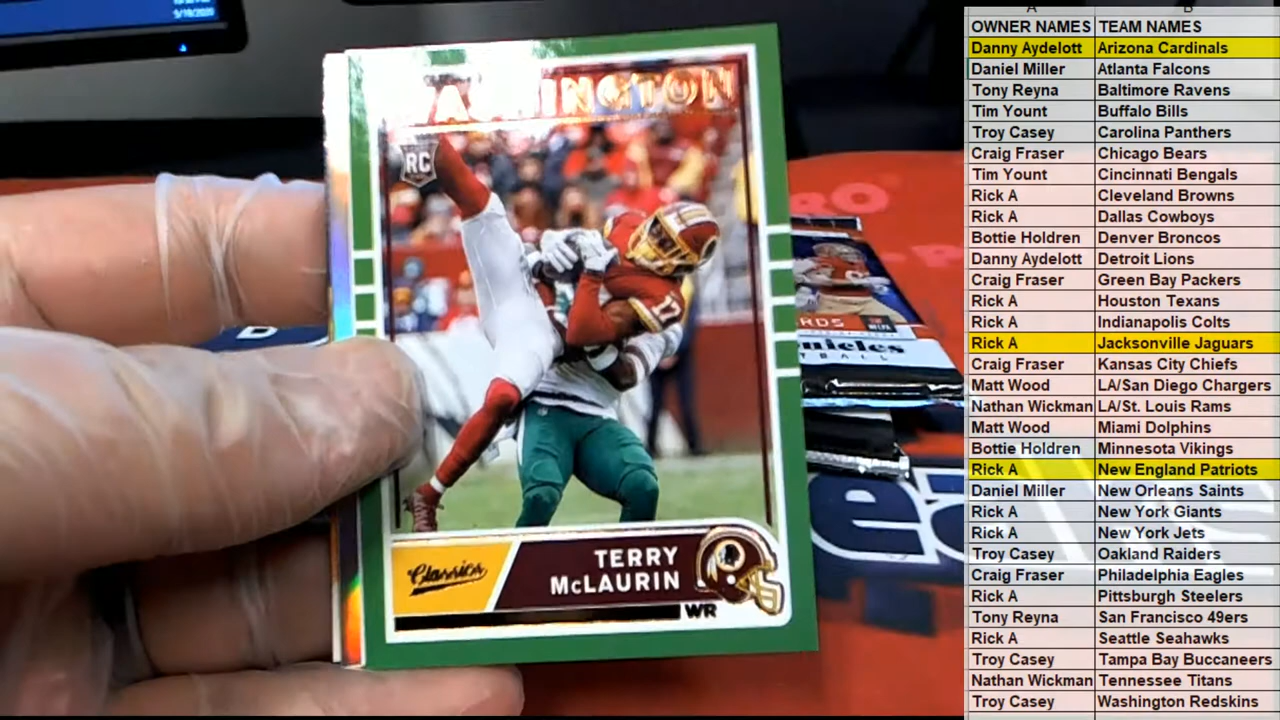 5/19/2020
WASHINGTON
RC
17
Classics
TERRY
McLAURIN
WR
RDS
NFLPA
A
B
OWNER NAMES TEAM NAMES
Danny Aydelott Arizona Cardinals
Daniel Miller Atlanta Falcons
Tony Reyna Baltimore Ravens
Tim Yount Buffalo Bills
Troy Casey Carolina Panthers
Craig Fraser Chicago Bears
Tim Yount Cincinnati Bengals
Rick A Cleveland Browns
Rick A Dallas Cowboys
Bottie Holdren Denver Broncos
Danny Aydelott Detroit Lions
Craig Fraser Green Bay Packers
Rick A Houston Texans
Rick A Indianapolis Colts
Rick A Jacksonville Jaguars
Craig Fraser Kansas City Chiefs
Matt Wood LA/San Diego Chargers
Nathan Wickman LA/St. Louis Rams
Matt Wood Miami Dolphins
Bottie Holdren Minnesota Vikings
Rick A New England Patriots
Daniel Miller New Orleans Saints
Rick A New York Giants
Rick A New York Jets
Troy Casey Oakland Raiders
Craig Fraser Philadelphia Eagles
Rick A Pittsburgh Steelers
Tony Reyna San Francisco 49ers
Rick A Seattle Seahawks
Troy Casey Tampa Bay Buccaneers
Nathan Wickman Tennessee Titans
Troy Casey Washington Redskins